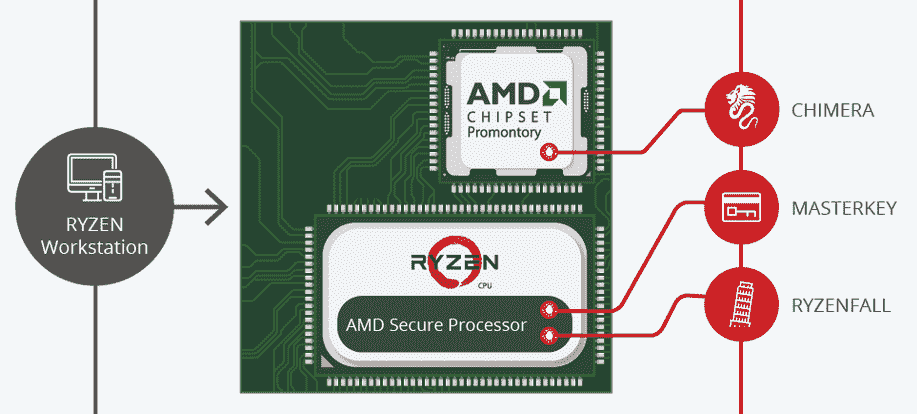 RYZEN
Workstation
AMD
CHIPSET
Promontory
RYZEN
CPU
AMD Secure Processor
CHIMERA
MASTERKEY
RYZENFALL